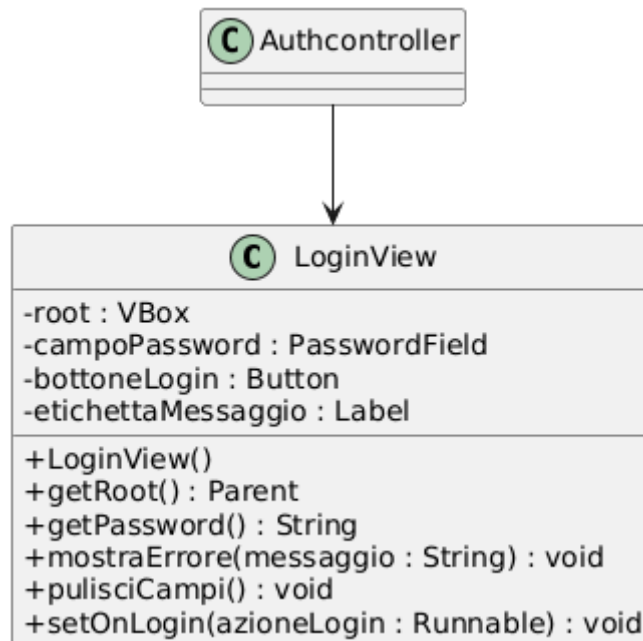 C Authcontroller
C LoginView
-root : VBox
-campoPassword : PasswordField
-bottoneLogin : Button
-etichettaMessaggio : Label
+LoginView()
+getRoot() : Parent
+getPassword() : String
+mostraErrore(messaggio : String) : void
+pulisciCampi() : void
+setOnLogin(azioneLogin : Runnable) : void